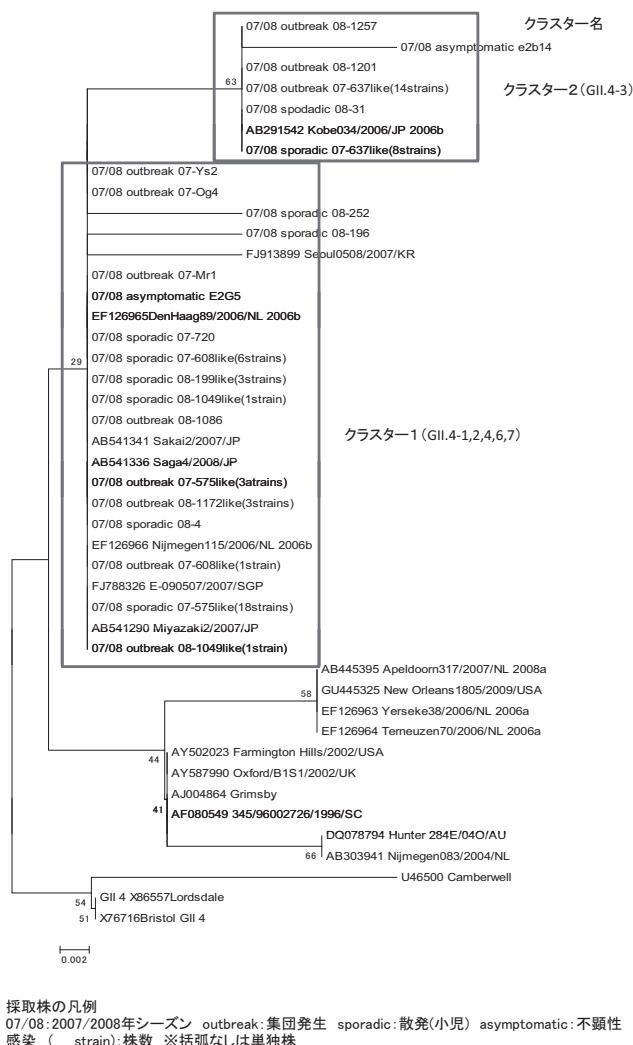 07/08 outbreak 08-1257
クラスター名
07/08 asymptomatic e2b14
07/08 outbreak 08-1201
63
07/08 outbreak 07-637like(14strains)
クラスター2(GII.4-3)
07/08 spodadic 08-31
AB291542 Kobe034/2006/JP 2006b
07/08 sporadic 07-637like(8strains)
07/08 outbreak 07-Ys2
07/08 outbreak 07-Og4
07/08 sporadic 08-252
07/08 sporadic 08-196
FJ913899 Seoul0508/2007/KR
07/08 outbreak 07-Mr1
07/08 asymptomatic E2G5
EF126965DenHaag89/2006/NL 2006b
07/08 sporadic 07-720
29
07/08 sporadic 07-608like(6strains)
07/08 sporadic 08-199like(3strains)
07/08 sporadic 08-1049like(1strain)
07/08 outbreak 08-1086
クラスター1(GII.4-1,2,4,6,7)
AB541341 Sakai2/2007/JP
AB541336 Saga4/2008/JP
07/08 outbreak 07-575like(3atrains)
07/08 outbreak 08-1172like(3strains)
07/08 sporadic 08-4
EF126966 Nijmegen115/2006/NL 2006b
07/08 outbreak 07-608like(1strain)
FJ788326 E-090507/2007/SGP
07/08 sporadic 07-575like(18strains)
AB541290 Miyazaki2/2007/JP
07/08 outbreak 08-1049like(1strain)
AB445395 Apeldoorn317/2007/NL 2008a
58
GU445325 New Orleans1805/2009/USA
EF126963 Yerseke38/2006/NL 2006a
EF126964 Terneuzen70/2006/NL 2006a
AY502023 Farmington Hills/2002/USA
44
AY587990 Oxford/B1S1/2002/UK
AJ004864 Grimsby
41
AF080549 345/96002726/1996/SC
DQ078794 Hunter 284E/04O/AU
66
AB303941 Nijmegen083/2004/NL
U46500 Camberwell
54
GII 4 X86557Lordsdale
51
X76716Bristol GII 4
0.002
採取株の凡例
07/08:2007/2008年シーズン outbreak:集団発生 sporadic:散発(小児) asymptomatic:不顕性
感染 ( strain):株数 ※括弧なしは単独株